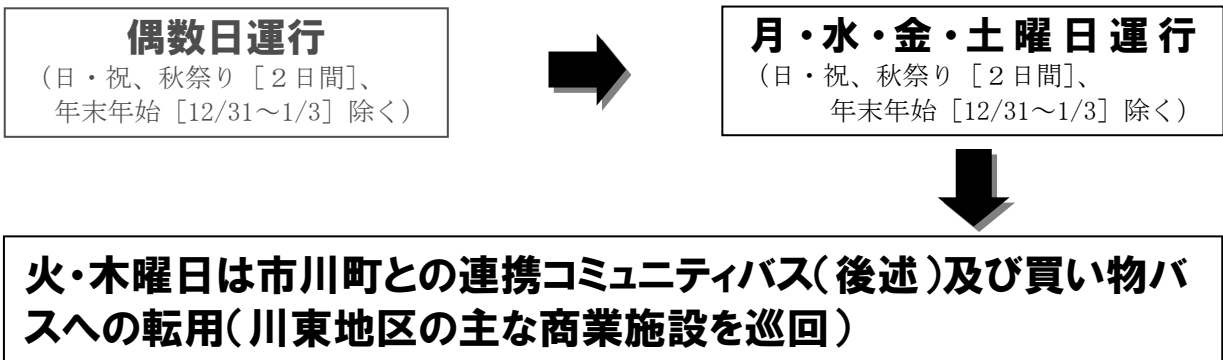 偶数日運行
（日・祝、秋祭り［２日間］、
年末年始［12/31～1/3］除く）
月・水・金・土曜日運行
（日・祝、秋祭り［２日間］、
年末年始［12/31～1/3］除く）
火・木曜日は市川町との連携コミュニティバス（後述）及び買い物バ
スへの転用（川東地区の主な商業施設を巡回）